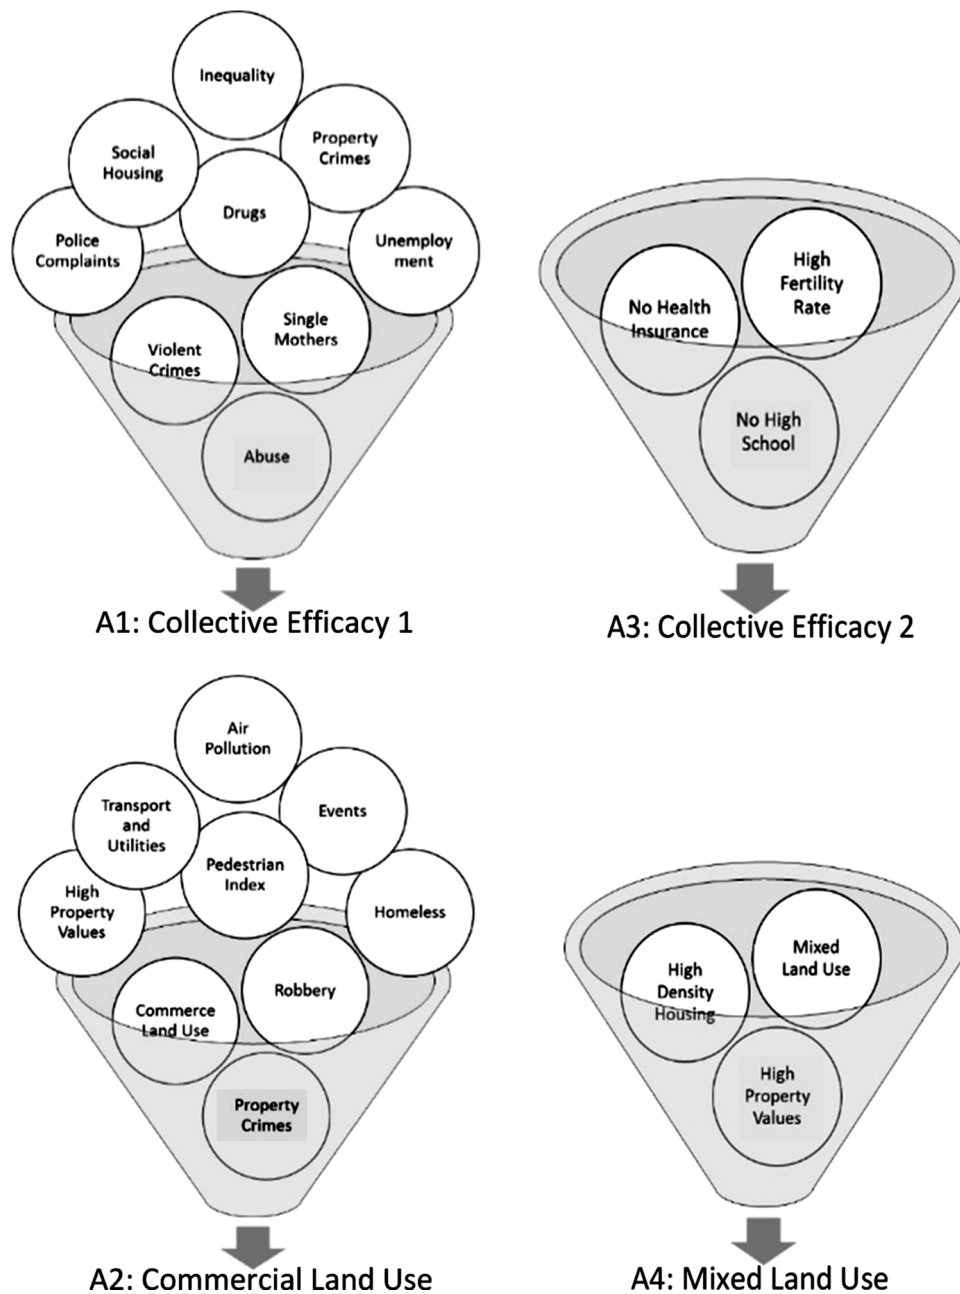 Inequality
Property
Crimes
Social
Housing
Drugs
Police
Complaints
Unemploy
ment
Single
Mothers
Violent
Crimes
Abuse
A1: Collective Efficacy 1
High
Fertility
Rate
No Health
Insurance
No High
School
A3: Collective Efficacy 2
Air
Pollution
Transport
and
Utilities
Events
Pedestrian
Index
High
Property
Values
Homeless
Robbery
Commerce
Land Use
Property
Crimes
A2: Commercial Land Use
Mixed
Land Use
High
Density
Housing
High
Property
Values
A4: Mixed Land Use